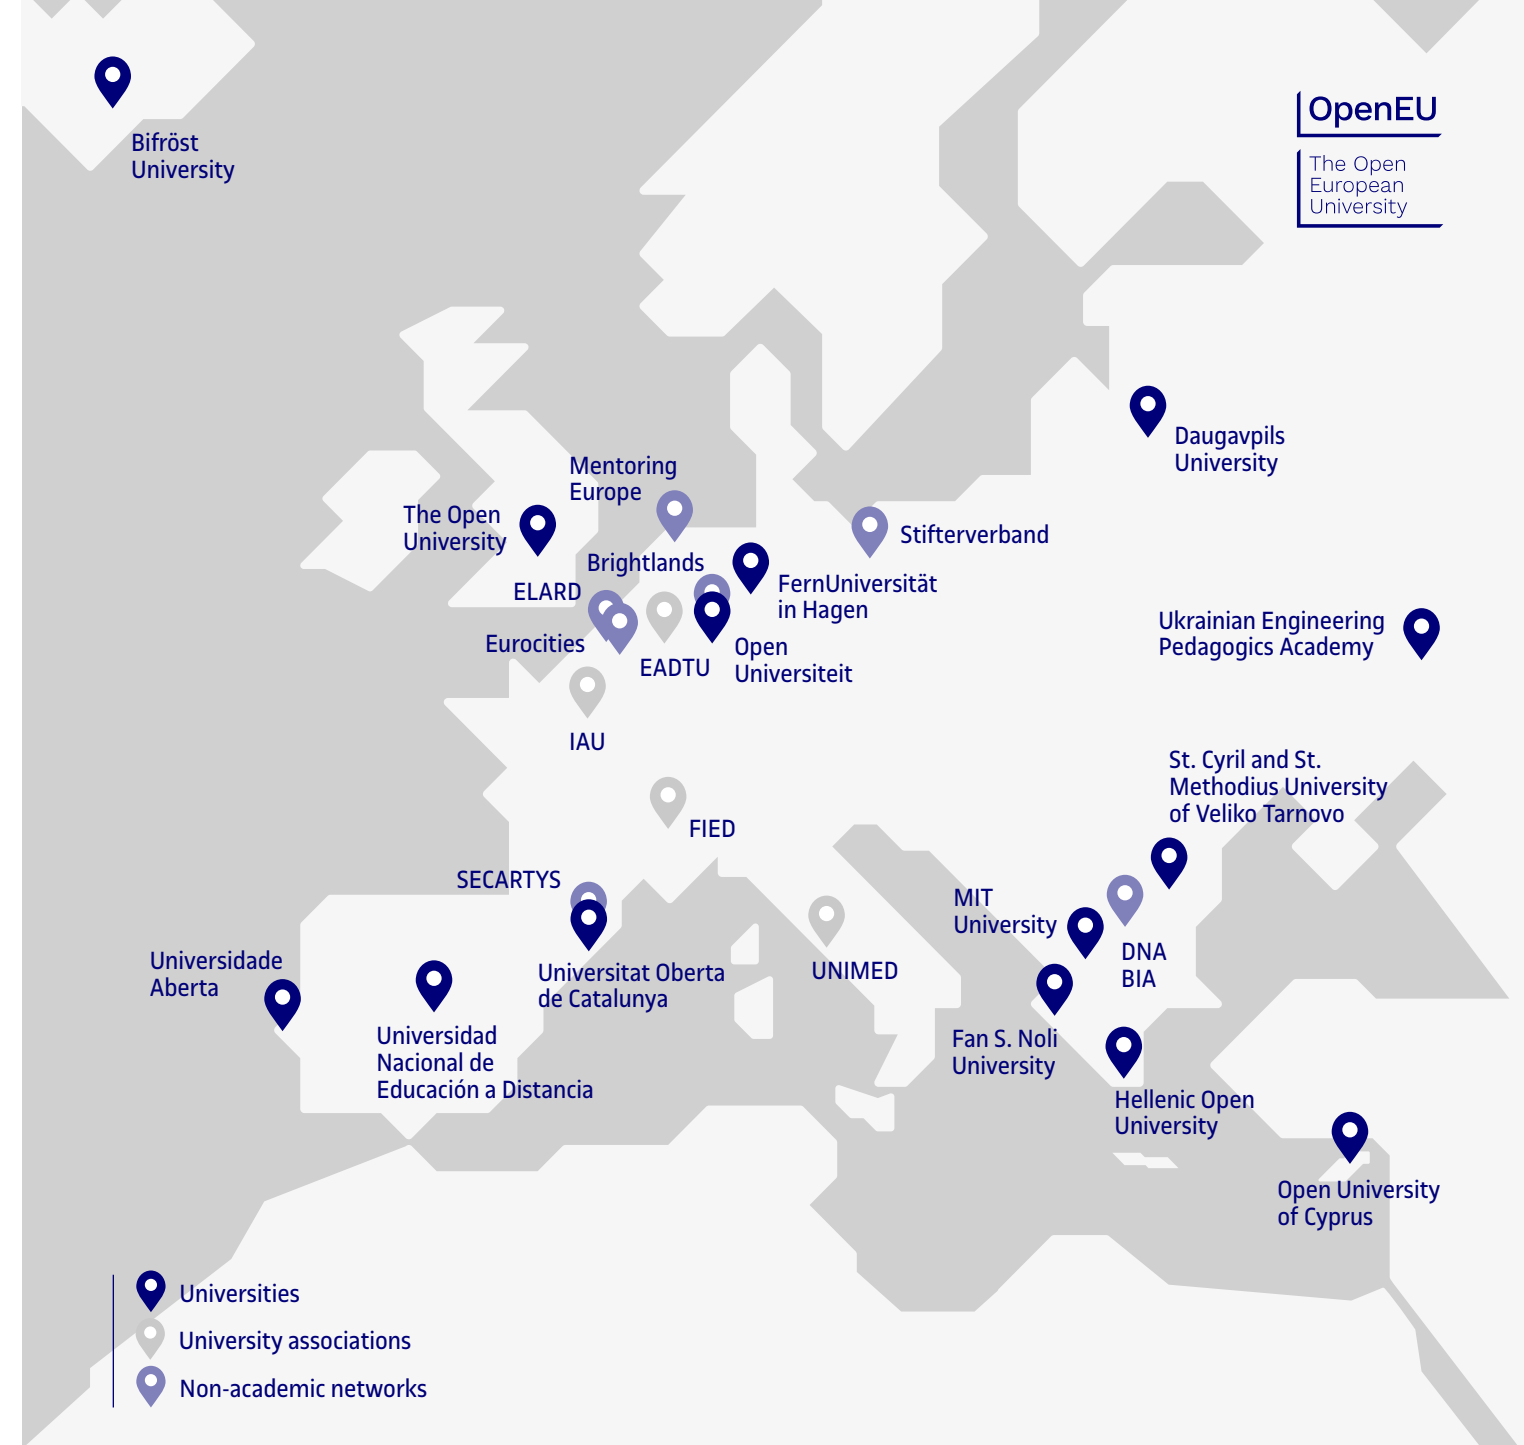 Bifröst
University
OpenEU
The Open
European
University
Daugavpils
University
Mentoring
Europe
The Open
University
Stifterverband
Brightlands
ELARD
FernUniversität
in Hagen
Eurocities
EADTU
Open
Universiteit
Ukrainian Engineering
Pedagogics Academy
IAU
St. Cyril and St.
Methodius University
of Veliko Tarnovo
FIED
SECARTYS
MIT
University
DNA
BIA
Universidade
Aberta
Universitat Oberta
de Catalunya
UNIMED
Universidad
Nacional de
Educación a Distancia
Fan S. Noli
University
Hellenic Open
University
Open University
of Cyprus
Universities
University associations
Non-academic networks